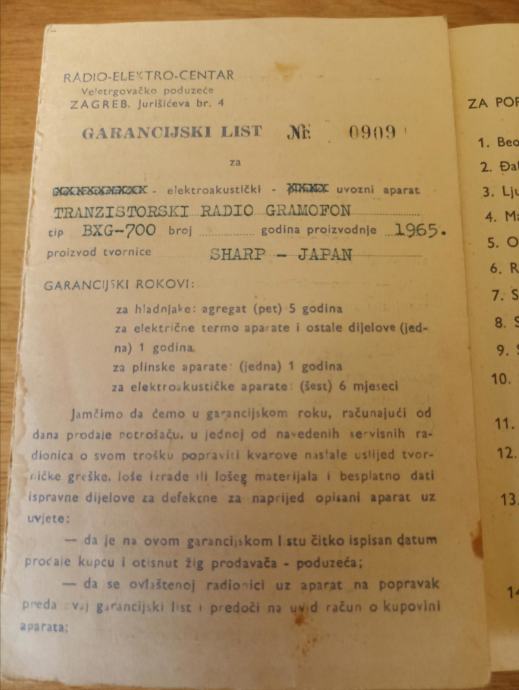 RADIO-ELEKTRO-CENTAR
Veletrgovačko poduzeće
ZAGREB, Jurišićeva br. 4
GARANCIJSKI LIST № 0909
za
- elektroakustički - uvozni aparat
TRANZISTORSKI RADIO GRAMOFON
tip BXG-700 broj godina proizvodnje 1965.
proizvod tvornice SHARP - JAPAN
GARANCIJSKI ROKOVI:
za hladnjake: agregat (pet) 5 godina
za električne termo aparate i ostale dijelove (jed-
na) 1 godina
za plinske aparate: (jedna) 1 godina
za elektroakustičke aparate: (šest) 6 mjeseci
Jamčimo da ćemo u garancijskom roku, računajući od
dana prodaje potrošaču, u jednoj od navedenih servisnih ra-
dionica o svom trošku popraviti kvarove nastale uslijed tvor-
ničke greške, loše izrade ili lošeg materijala i besplatno dati
ispravne dijelove za defektne za naprijed opisani aparat uz
uvjete:
— da je na ovom garancijskom listu čitko ispisan datum
prodaje kupcu i otisnut žig prodavača - poduzeća;
— da se ovlaštenoj radionici uz aparat na popravak
preda ovaj garancijski list i predoči na uvid račun o kupovini
aparata;
ZA POP
1. Beo
2. Đa
3. Lju
4. Ma
5. O
6. R
7. S
8. S
9. S
10.
11.
12.
13.
14